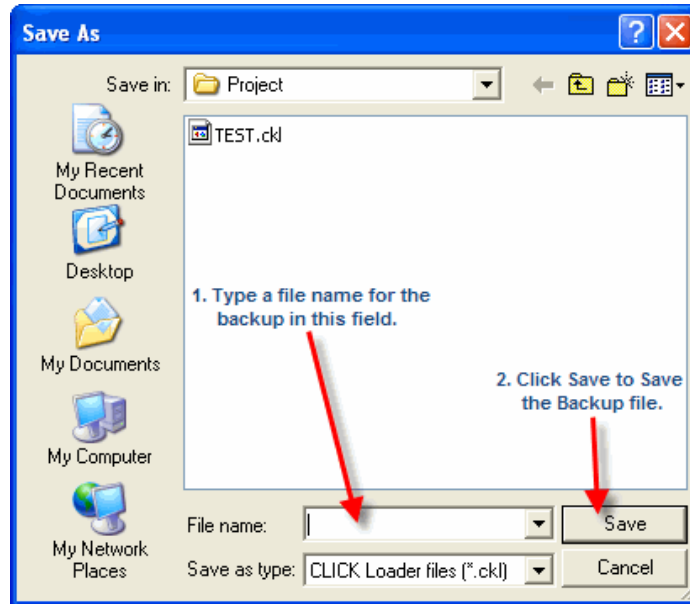 Save As
Save in:
Project
TEST.ckl
My Recent
Documents
Desktop
My Documents
My Computer
My Network
Places
1. Type a file name for the
backup in this field.
2. Click Save to Save
the Backup file.
File name:
Save
Save as type:
CLICK Loader files (*.ckl)
Cancel